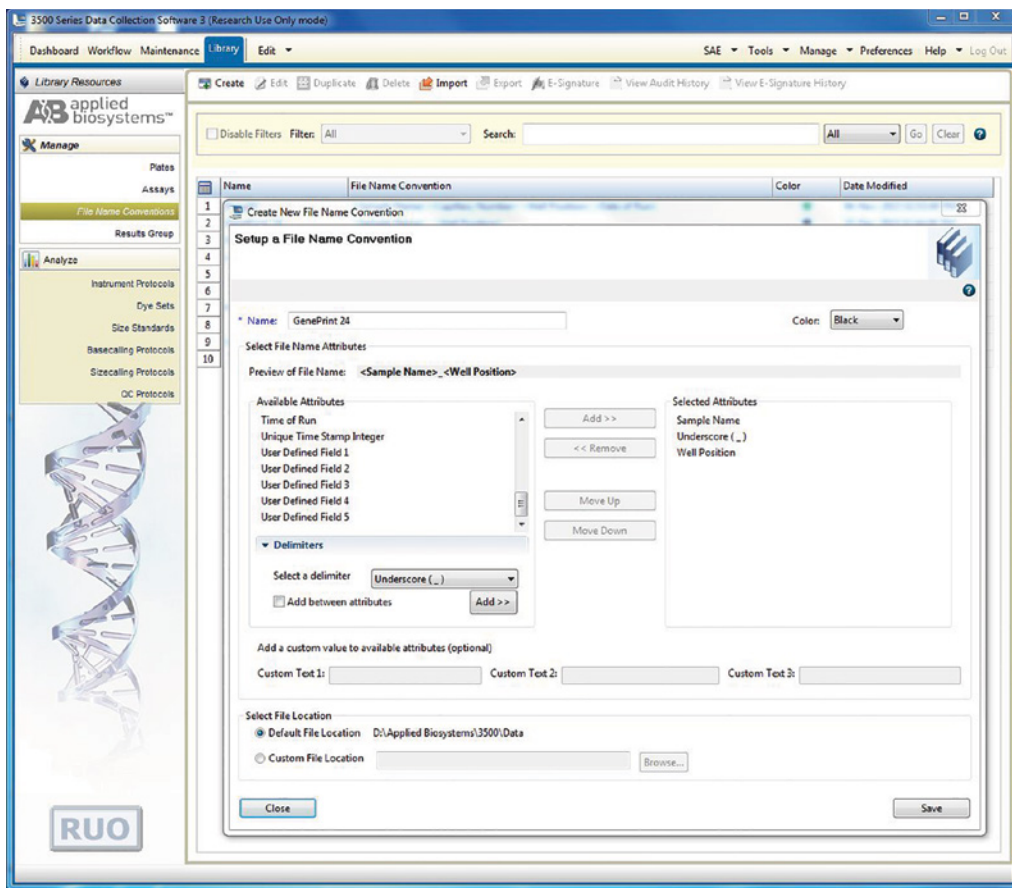 3500 Series Data Collection Software 3 (Research Use Only mode)
Dashboard Workflow Maintenance Library Edit SAE Tools Manage Preferences Help Log Out
Library Resources
Create Edit Duplicate Delete Import Export E-Signature View Audit History View E-Signature History
AB applied biosystems™
Disable Filters Filter: All Search: All Go Clear
Manage
Plates
Assays
File Name Conventions
Results Group
Analyze
Instrument Protocols
Dye Sets
Size Standards
Basecalling Protocols
Sizecalling Protocols
QC Protocols
RUO
Name File Name Convention Color Date Modified
1
2
3
4
5
6
7
8
9
10
Create New File Name Convention
Setup a File Name Convention
* Name: GenePrint 24 Color: Black
Select File Name Attributes
Preview of File Name: <Sample Name>_<Well Position>
Available Attributes
Time of Run
Unique Time Stamp Integer
User Defined Field 1
User Defined Field 2
User Defined Field 3
User Defined Field 4
User Defined Field 5
Delimiters
Select a delimiter Underscore ( _ )
Add between attributes Add >>
Add >>
<< Remove
Move Up
Move Down
Selected Attributes
Sample Name
Underscore ( _ )
Well Position
Add a custom value to available attributes (optional)
Custom Text 1: Custom Text 2: Custom Text 3:
Select File Location
Default File Location D:\Applied Biosystems\3500\Data
Custom File Location Browse...
Close Save